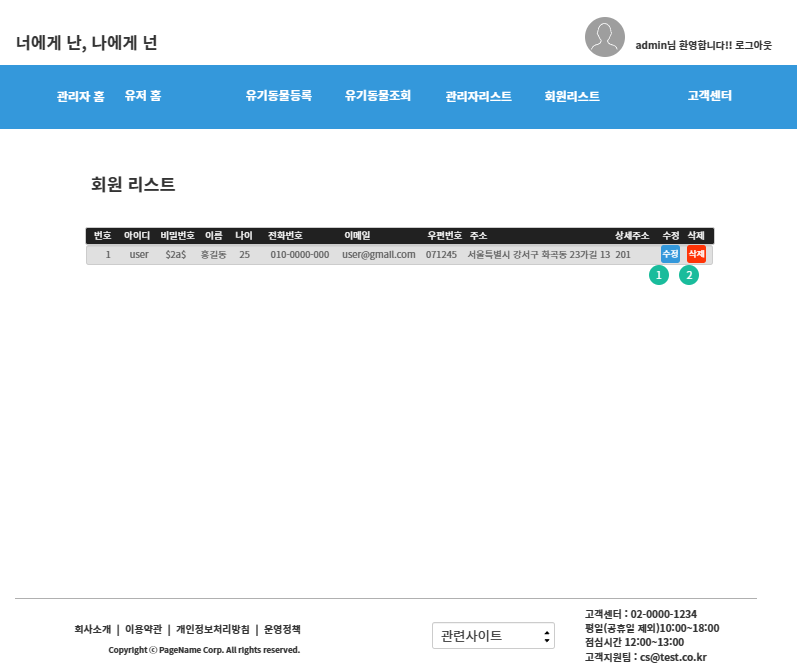 너에게 난, 나에게 넌
admin님 환영합니다!! 로그아웃
관리자 홈 유저 홈 유기동물등록 유기동물조회 관리자리스트 회원리스트 고객센터
회원 리스트
번호 아이디 비밀번호 이름 나이 전화번호 이메일 우편번호 주소 상세주소 수정 삭제
1 user $2a$ 홍길동 25 010-0000-000 user@gmail.com 071245 서울특별시 강서구 화곡동 23가길 13 201 수정 삭제
1 2
회사소개 | 이용약관 | 개인정보처리방침 | 운영정책
Copyright ⓒ PageName Corp. All rights reserved.
관련사이트
고객센터 : 02-0000-1234
평일(공휴일 제외)10:00~18:00
점심시간 12:00~13:00
고객지원팀 : cs@test.co.kr